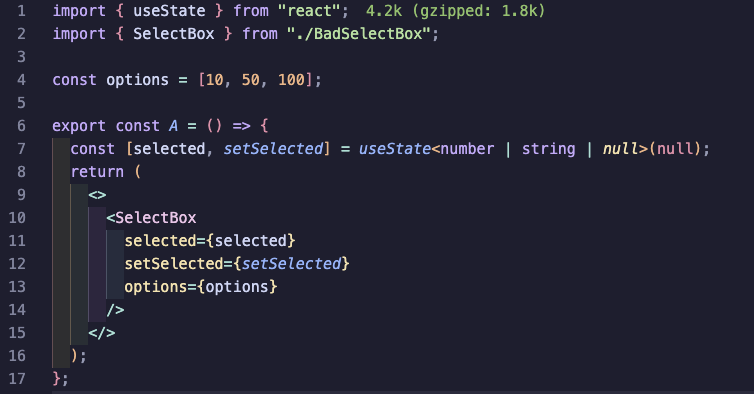 1 import { useState } from "react"; 4.2k (gzipped: 1.8k)
2 import { SelectBox } from "./BadSelectBox";
3
4 const options = [10, 50, 100];
5
6 export const A = () => {
7 const [selected, setSelected] = useState<number | string | null>(null);
8 return (
9 <>
10 <SelectBox
11 selected={selected}
12 setSelected={setSelected}
13 options={options}
14 />
15 </>
16 );
17 };